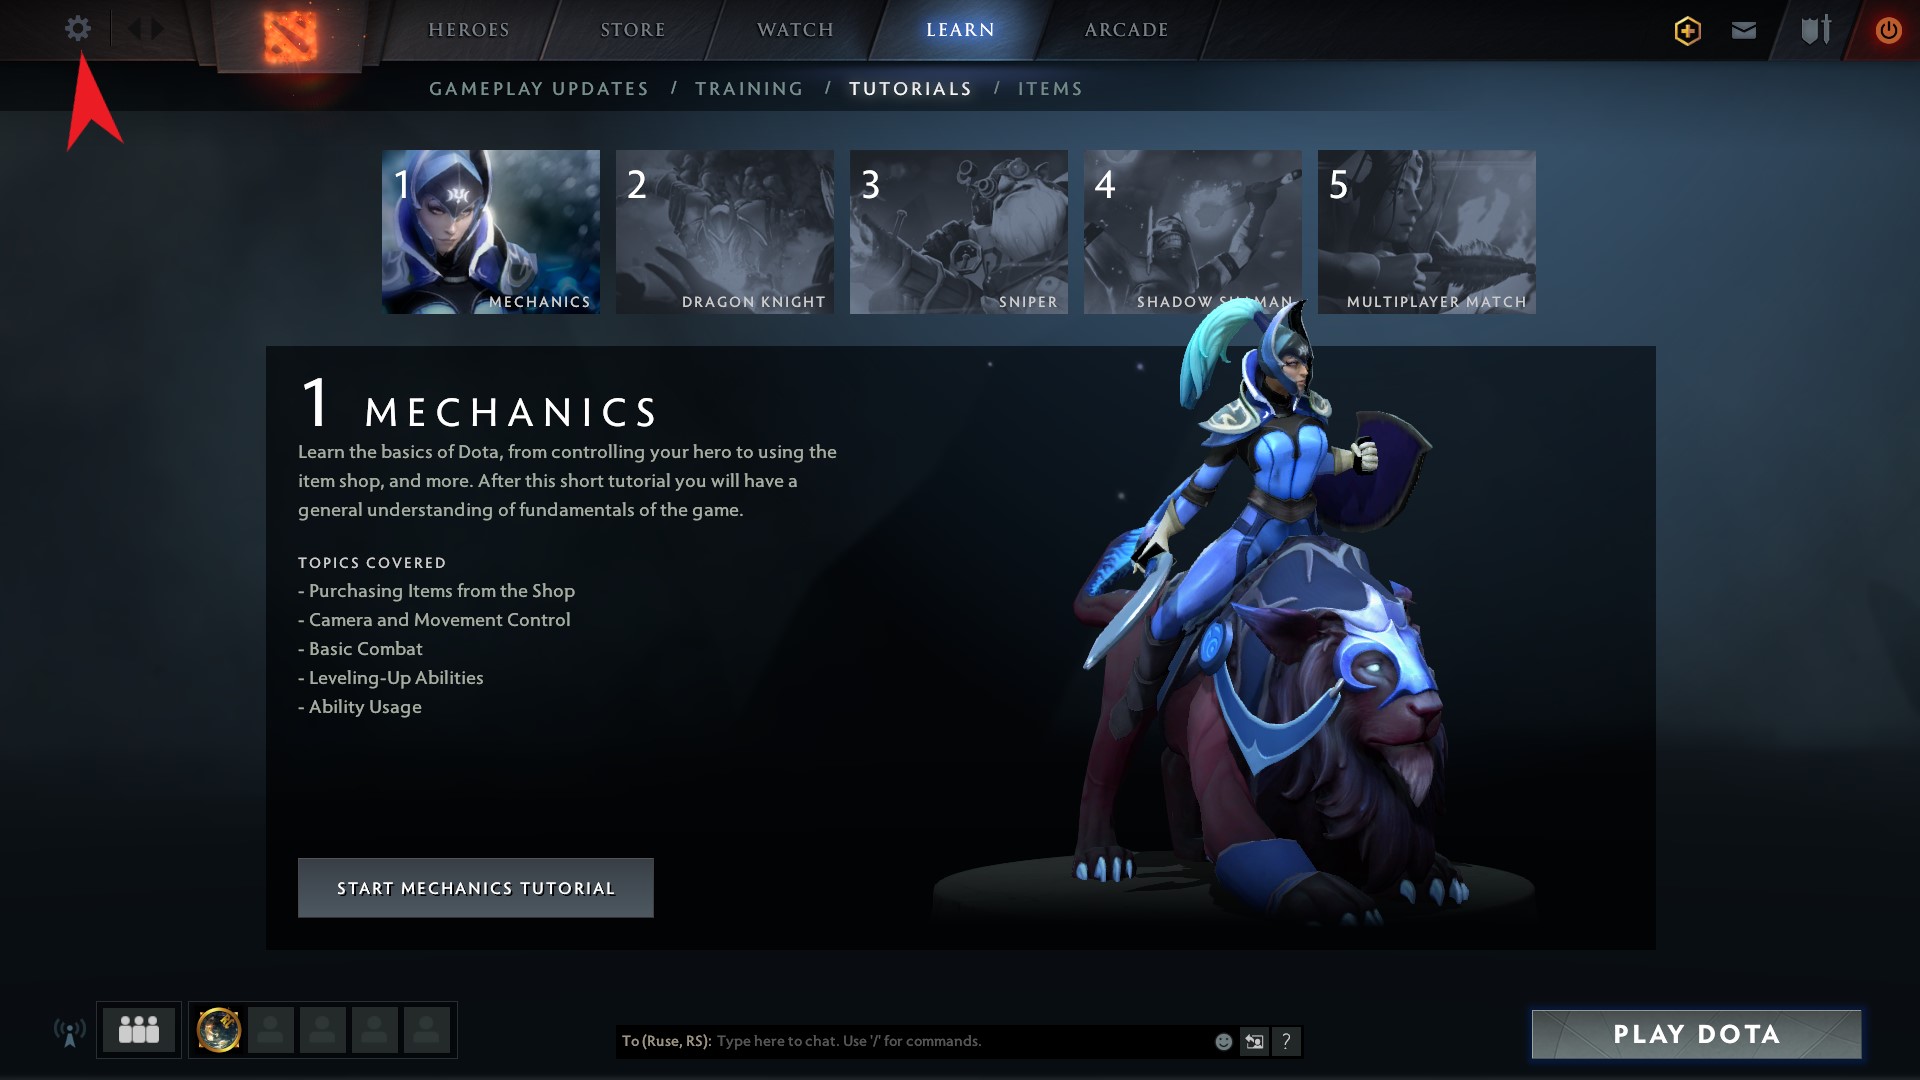 HEROES
STORE
WATCH
LEARN
ARCADE
GAMEPLAY UPDATES / TRAINING / TUTORIALS / ITEMS
1
MECHANICS
2
DRAGON KNIGHT
3
SNIPER
4
SHADOW SHAMAN
5
MULTIPLAYER MATCH
1 MECHANICS
Learn the basics of Dota, from controlling your hero to using the
item shop, and more. After this short tutorial you will have a
general understanding of fundamentals of the game.
TOPICS COVERED
- Purchasing Items from the Shop
- Camera and Movement Control
- Basic Combat
- Leveling-Up Abilities
- Ability Usage
START MECHANICS TUTORIAL
To (Ruse, RS): Type here to chat. Use '/' for commands.
?
PLAY DOTA